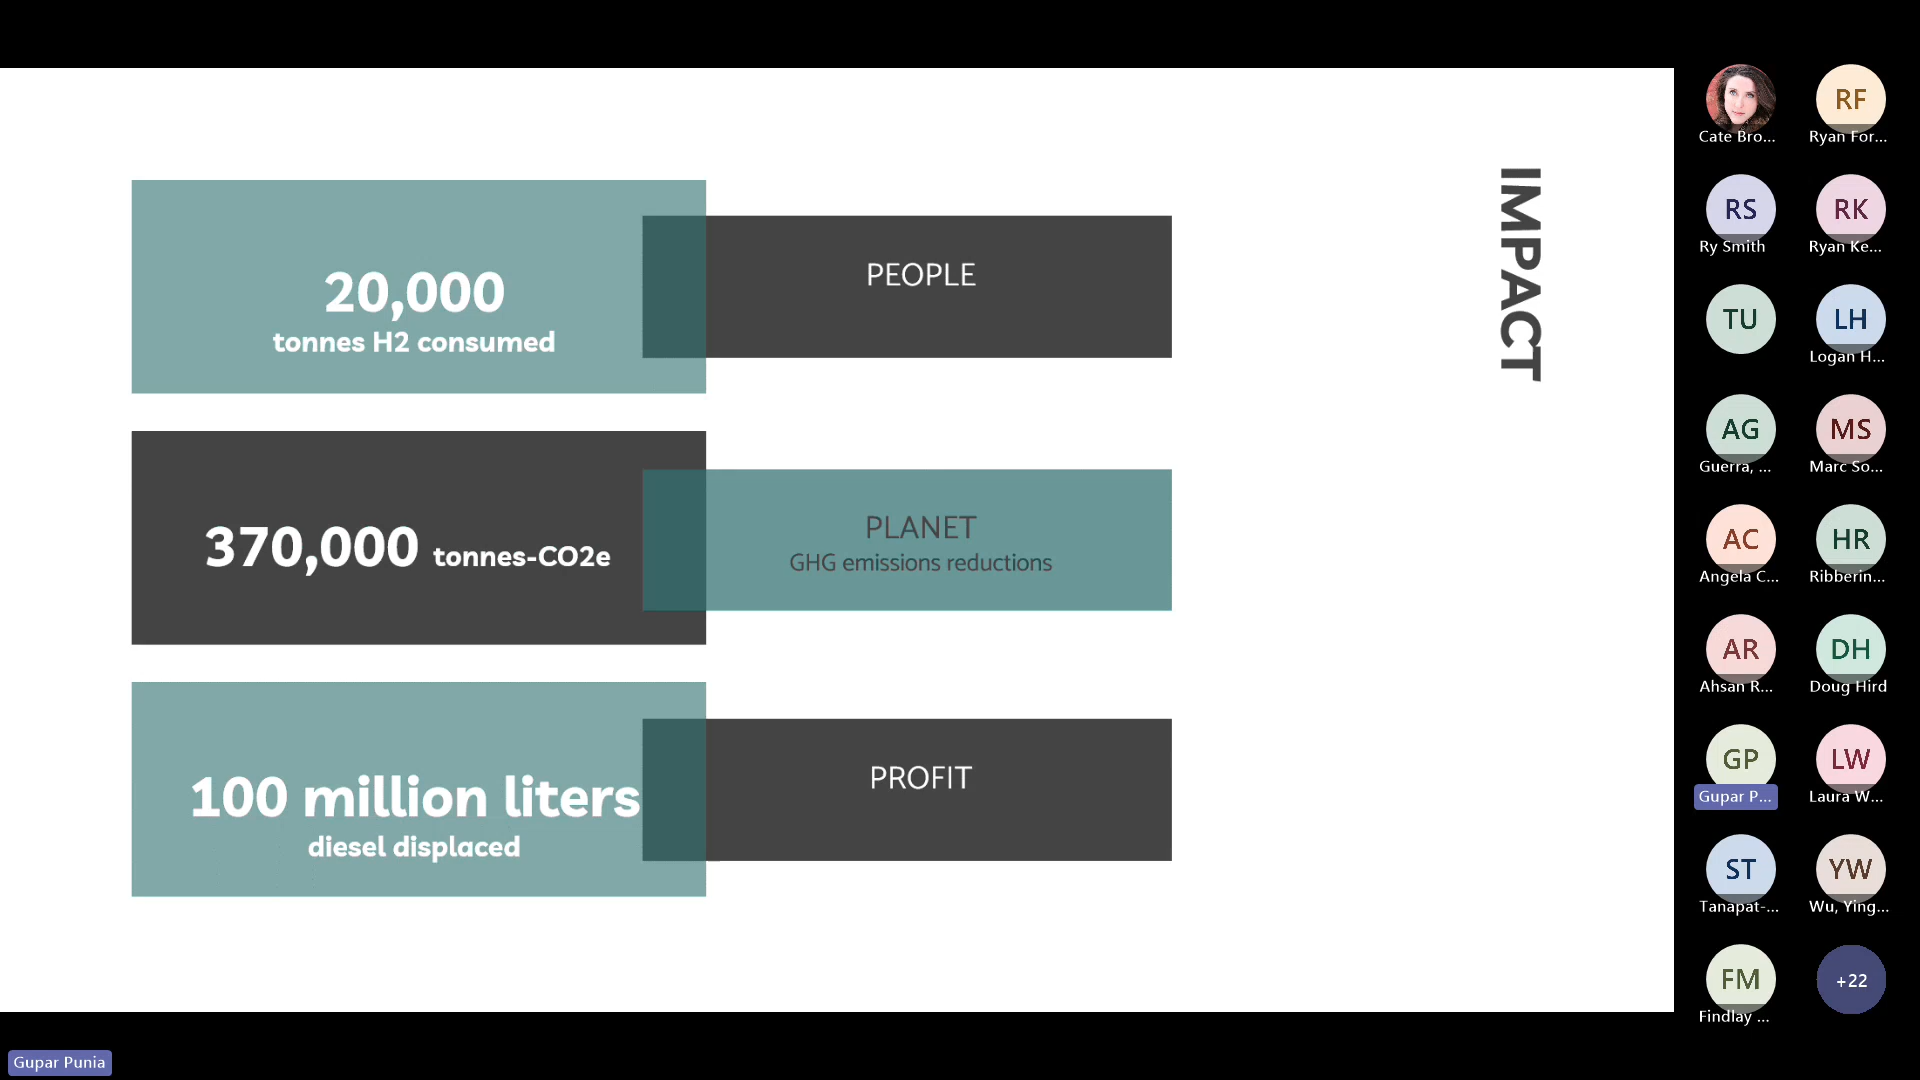 IMPACT
20,000
tonnes H2 consumed
PEOPLE
370,000 tonnes-CO2e
PLANET
GHG emissions reductions
100 million liters
diesel displaced
PROFIT
Cate Bro...
RF
Ryan For...
RS
Ry Smith
RK
Ryan Ke...
TU
LH
Logan H...
AG
Guerra, ...
MS
Marc So...
AC
Angela C...
HR
Ribberin...
AR
Ahsan R...
DH
Doug Hird
GP
Gupar P...
LW
Laura W...
ST
Tanapat-...
YW
Wu, Ying...
FM
Findlay ...
+22
Gupar Punia